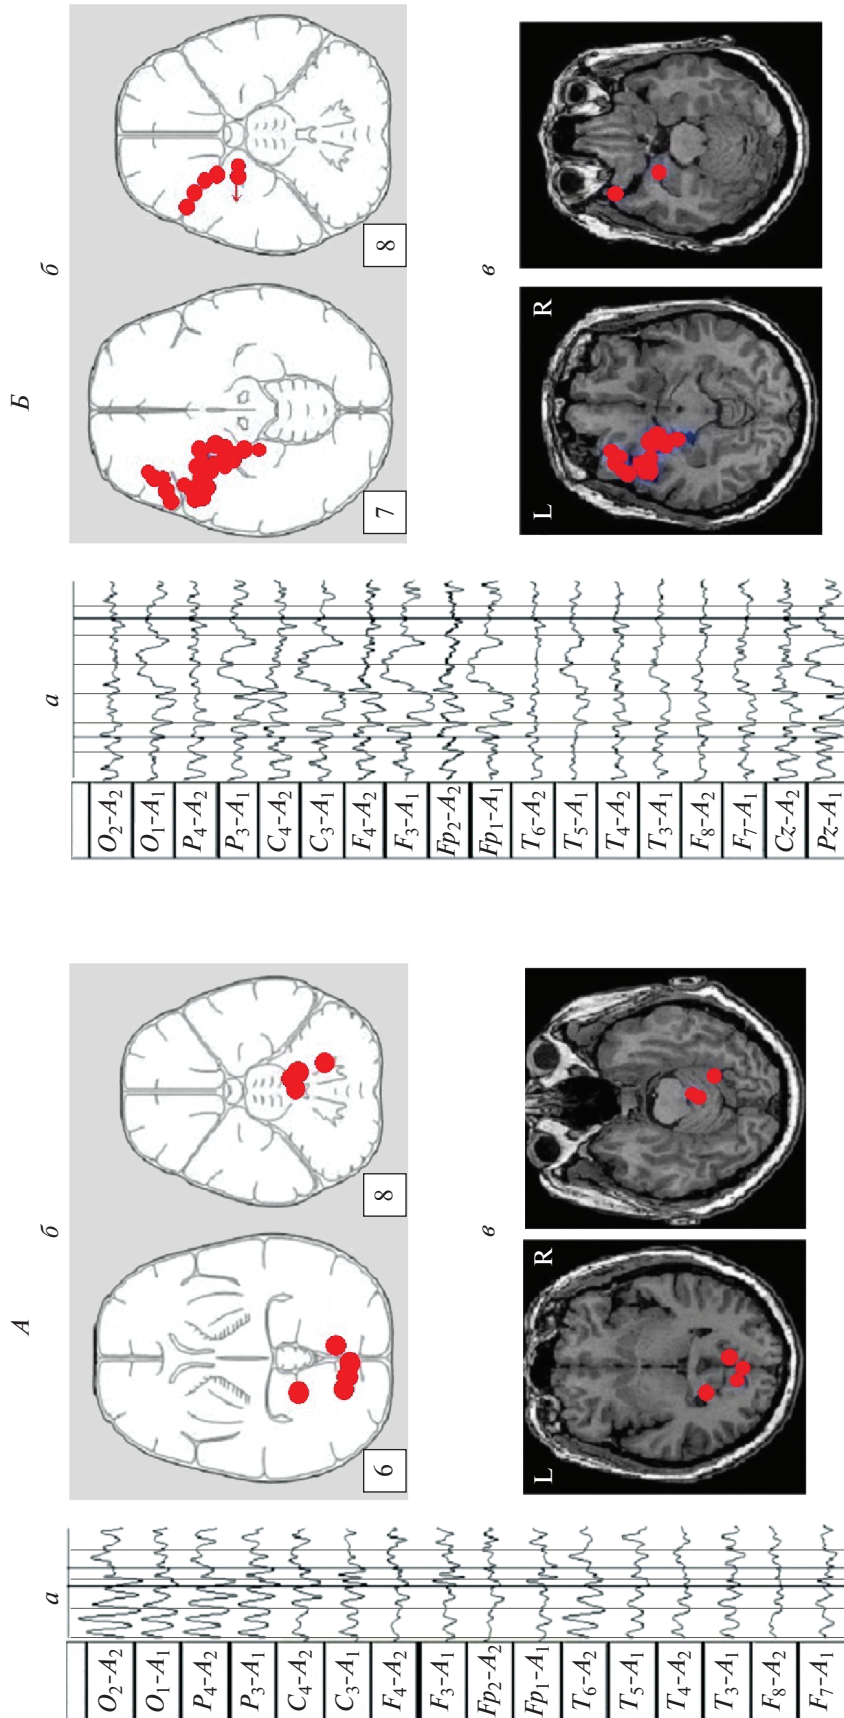 А
а
O₂-A₂
O₁-A₁
P₄-A₂
P₃-A₁
C₄-A₂
C₃-A₁
F₄-A₂
F₃-A₁
Fp₂-A₂
Fp₁-A₁
T₆-A₂
T₅-A₁
T₄-A₂
T₃-A₁
F₈-A₂
F₇-A₁
б
6
8
в
L
R
Б
а
O₂-A₂
O₁-A₁
P₄-A₂
P₃-A₁
C₄-A₂
C₃-A₁
F₄-A₂
F₃-A₁
Fp₂-A₂
Fp₁-A₁
T₆-A₂
T₅-A₁
T₄-A₂
T₃-A₁
F₈-A₂
F₇-A₁
Cz-A₂
Pz-A₁
б
7
8
в
L
R